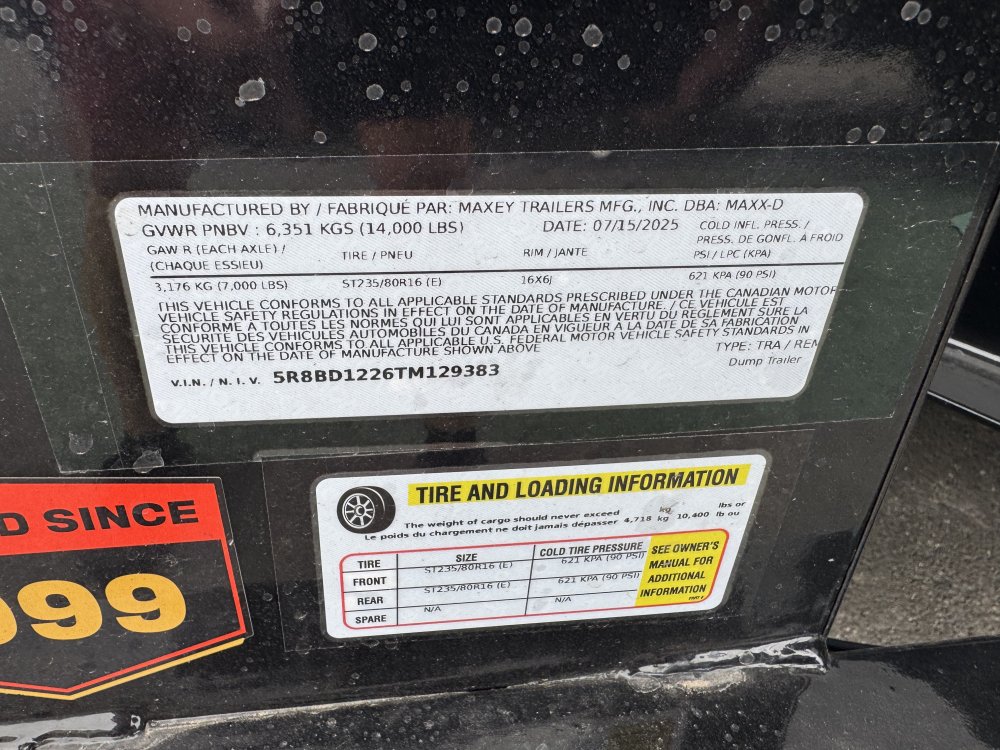 MANUFACTURED BY / FABRIQUÉ PAR: MAXEY TRAILERS MFG., INC. DBA: MAXX-D
GVWR PNBV : 6,351 KGS (14,000 LBS) DATE: 07/15/2025 COLD INFL. PRESS. /
PRESS. DE GONFL. À FROID
GAW R (EACH AXLE) / TIRE / PNEU RIM / JANTE PSI / LPC (KPA)
(CHAQUE ESSIEU)
3,176 KG (7,000 LBS) ST235/80R16 (E) 16X6J 621 KPA (90 PSI)
THIS VEHICLE CONFORMS TO ALL APPLICABLE STANDARDS PRESCRIBED UNDER THE CANADIAN MOTOR
VEHICLE SAFETY REGULATIONS IN EFFECT ON THE DATE OF MANUFACTURE / CE VEHICULE EST
CONFORME A TOUTES LES NORMES QUI LUI SONT APPLICABLES EN VERTU DU REGLEMENT SURE LA
SECURITE DES VEHICULES AUTOMOBILES DU CANADA EN VIGUEUR A LA DATE DE SA FABRICATION
THIS VEHICLE CONFORMS TO ALL APPLICABLE U.S. FEDERAL MOTOR VEHICLE SAFETY STANDARDS IN
EFFECT ON THE DATE OF MANUFACTURE SHOWN ABOVE TYPE: TRA / REM
Dump Trailer
V.I.N. / N. I. V. 5R8BD1226TM129383
TIRE AND LOADING INFORMATION
The weight of cargo should never exceed kg lbs or
Le poids du chargement ne doit jamais dépasser 4,718 kg 10,400 lb ou
TIRE SIZE COLD TIRE PRESSURE
FRONT ST235/80R16 (E) 621 KPA (90 PSI)
REAR ST235/80R16 (E) 621 KPA (90 PSI)
SPARE N/A N/A
SEE OWNER'S
MANUAL FOR
ADDITIONAL
INFORMATION
D SINCE
99